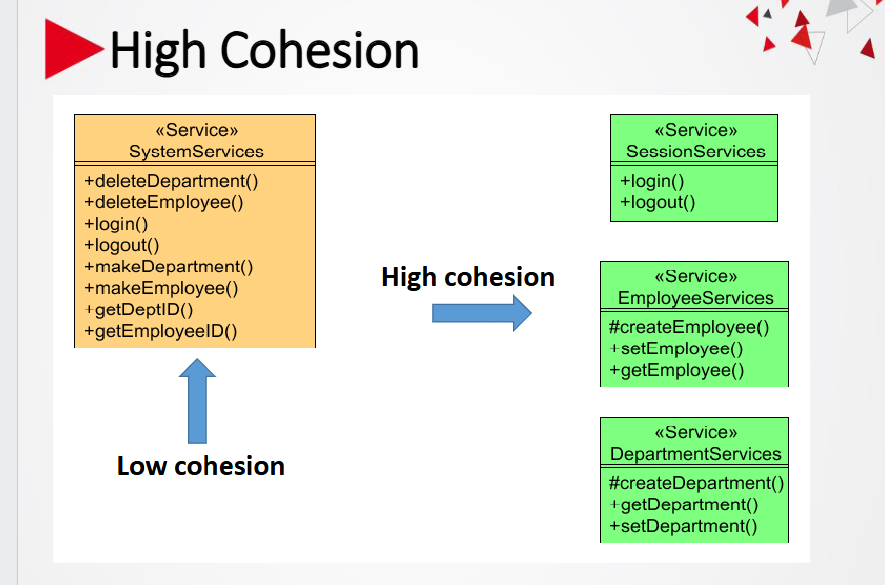 High Cohesion
«Service»
SystemServices
+deleteDepartment()
+deleteEmployee()
+login()
+logout()
+makeDepartment()
+makeEmployee()
+getDeptID()
+getEmployeeID()
Low cohesion
High cohesion
«Service»
SessionServices
+login()
+logout()
«Service»
EmployeeServices
#createEmployee()
+setEmployee()
+getEmployee()
«Service»
DepartmentServices
#createDepartment()
+getDepartment()
+setDepartment()